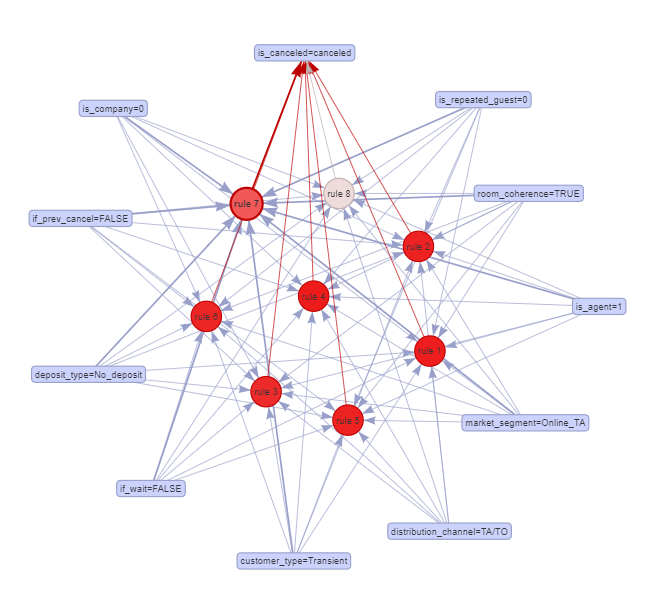 is_canceled=canceled
is_repeated_guest=0
is_company=0
rule 8
room_coherence=TRUE
rule 7
if_prev_cancel=FALSE
rule 2
rule 4
is_agent=1
rule 6
rule 1
deposit_type=No_deposit
rule 3
rule 5
market_segment=Online_TA
if_wait=FALSE
distribution_channel=TA/TO
customer_type=Transient